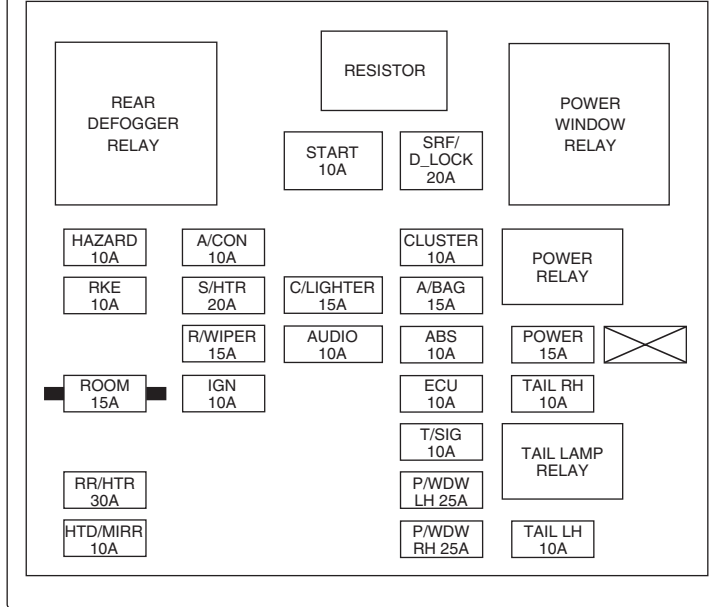 REAR
DEFOGGER
RELAY
RESISTOR
POWER
WINDOW
RELAY
START
10A
SRF/
D_LOCK
20A
HAZARD
10A
A/CON
10A
CLUSTER
10A
POWER
RELAY
RKE
10A
S/HTR
20A
C/LIGHTER
15A
A/BAG
15A
R/WIPER
15A
AUDIO
10A
ABS
10A
POWER
15A
ROOM
15A
IGN
10A
ECU
10A
TAIL RH
10A
T/SIG
10A
TAIL LAMP
RELAY
RR/HTR
30A
P/WDW
LH 25A
HTD/MIRR
10A
P/WDW
RH 25A
TAIL LH
10A